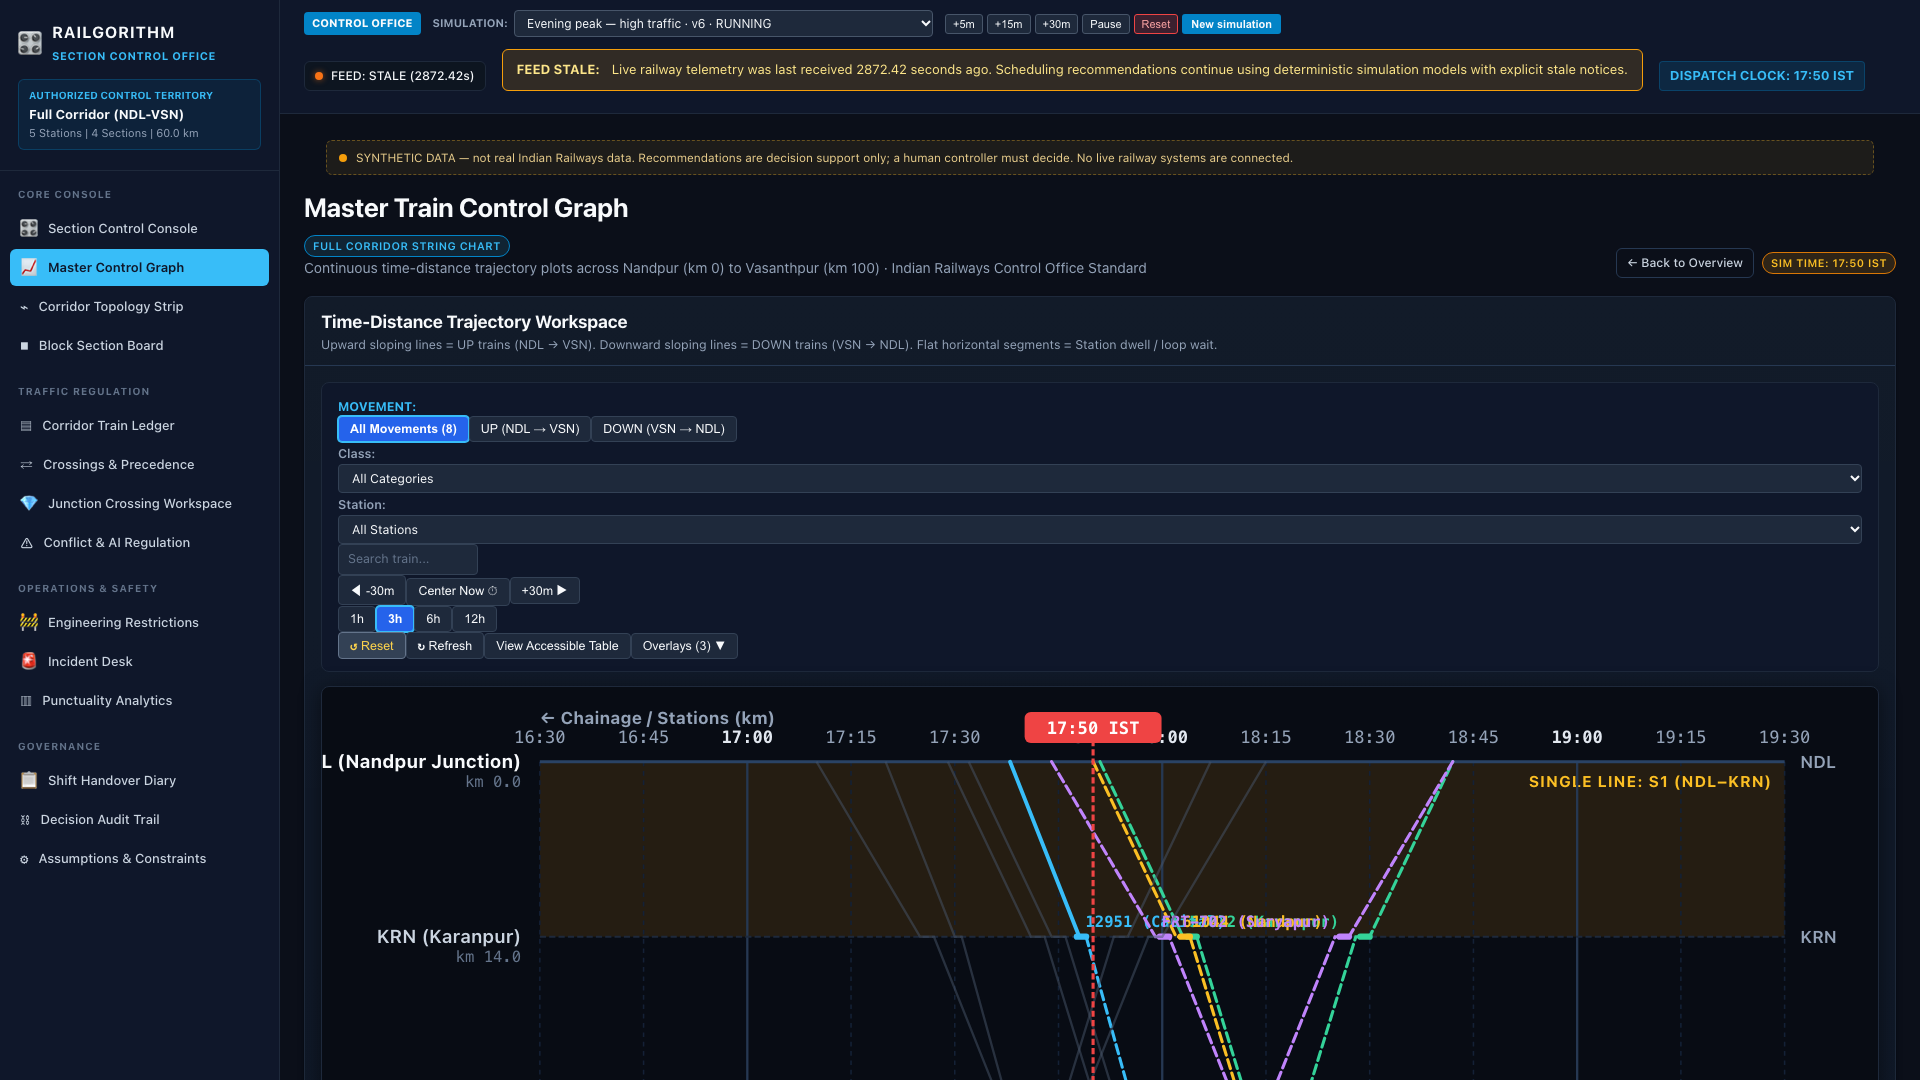 RAILGORITHM
SECTION CONTROL OFFICE
AUTHORIZED CONTROL TERRITORY
Full Corridor (NDL-VSN)
5 Stations | 4 Sections | 60.0 km
CORE CONSOLE
Section Control Console
Master Control Graph
Corridor Topology Strip
Block Section Board
TRAFFIC REGULATION
Corridor Train Ledger
Crossings & Precedence
Junction Crossing Workspace
Conflict & AI Regulation
OPERATIONS & SAFETY
Engineering Restrictions
Incident Desk
Punctuality Analytics
GOVERNANCE
Shift Handover Diary
Decision Audit Trail
Assumptions & Constraints
CONTROL OFFICE SIMULATION: Evening peak — high traffic · v6 · RUNNING +5m +15m +30m Pause Reset New simulation
FEED: STALE (2872.42s) FEED STALE: Live railway telemetry was last received 2872.42 seconds ago. Scheduling recommendations continue using deterministic simulation models with explicit stale notices. DISPATCH CLOCK: 17:50 IST
SYNTHETIC DATA — not real Indian Railways data. Recommendations are decision support only; a human controller must decide. No live railway systems are connected.
Master Train Control Graph
FULL CORRIDOR STRING CHART
Continuous time-distance trajectory plots across Nandpur (km 0) to Vasanthpur (km 100) · Indian Railways Control Office Standard
← Back to Overview SIM TIME: 17:50 IST
Time-Distance Trajectory Workspace
Upward sloping lines = UP trains (NDL → VSN). Downward sloping lines = DOWN trains (VSN → NDL). Flat horizontal segments = Station dwell / loop wait.
MOVEMENT:
All Movements (8) UP (NDL → VSN) DOWN (VSN → NDL)
Class:
All Categories
Station:
All Stations
Search train...
◀ -30m Center Now ⏱ +30m ▶
1h 3h 6h 12h
↺ Reset ↻ Refresh View Accessible Table Overlays (3) ▼
← Chainage / Stations (km)
17:50 IST
16:30 16:45 17:00 17:15 17:30 :00 18:15 18:30 18:45 19:00 19:15 19:30
L (Nandpur Junction) NDL
km 0.0 SINGLE LINE: S1 (NDL–KRN)
12951
KRN (Karanpur) KRN
km 14.0